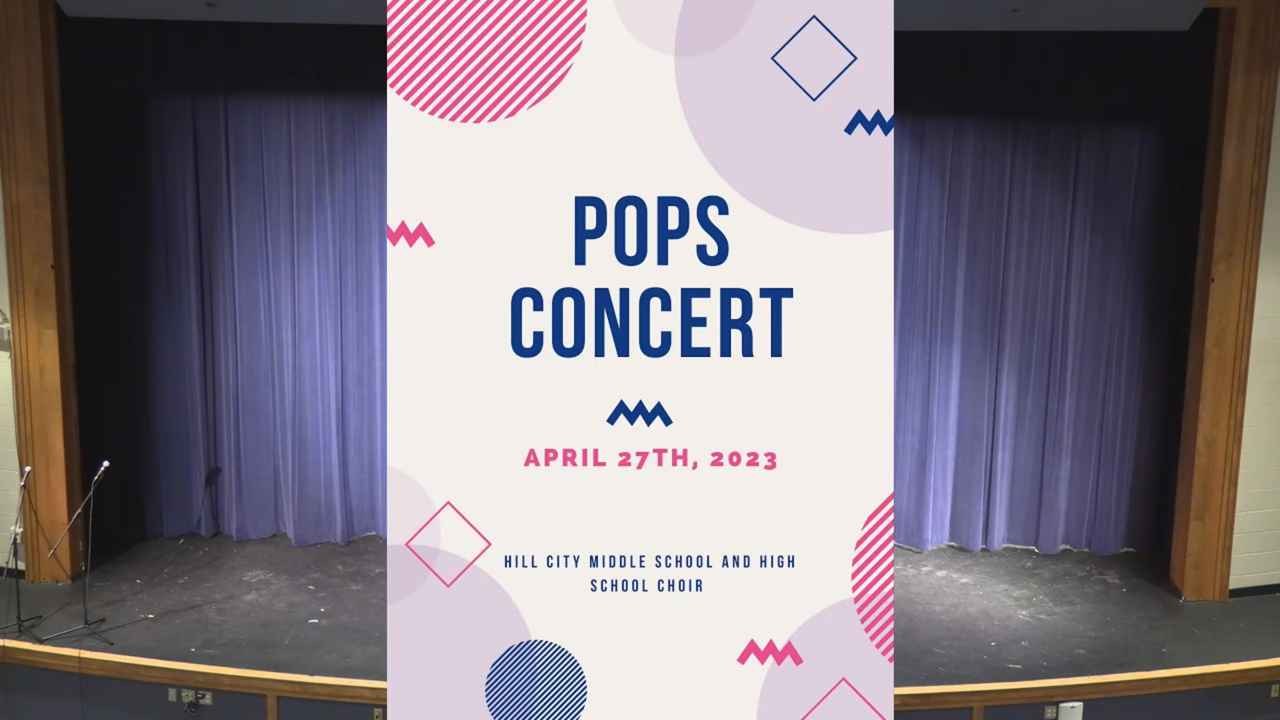 POPS
CONCERT
APRIL 27TH, 2023
HILL CITY MIDDLE SCHOOL AND HIGH
SCHOOL CHOIR